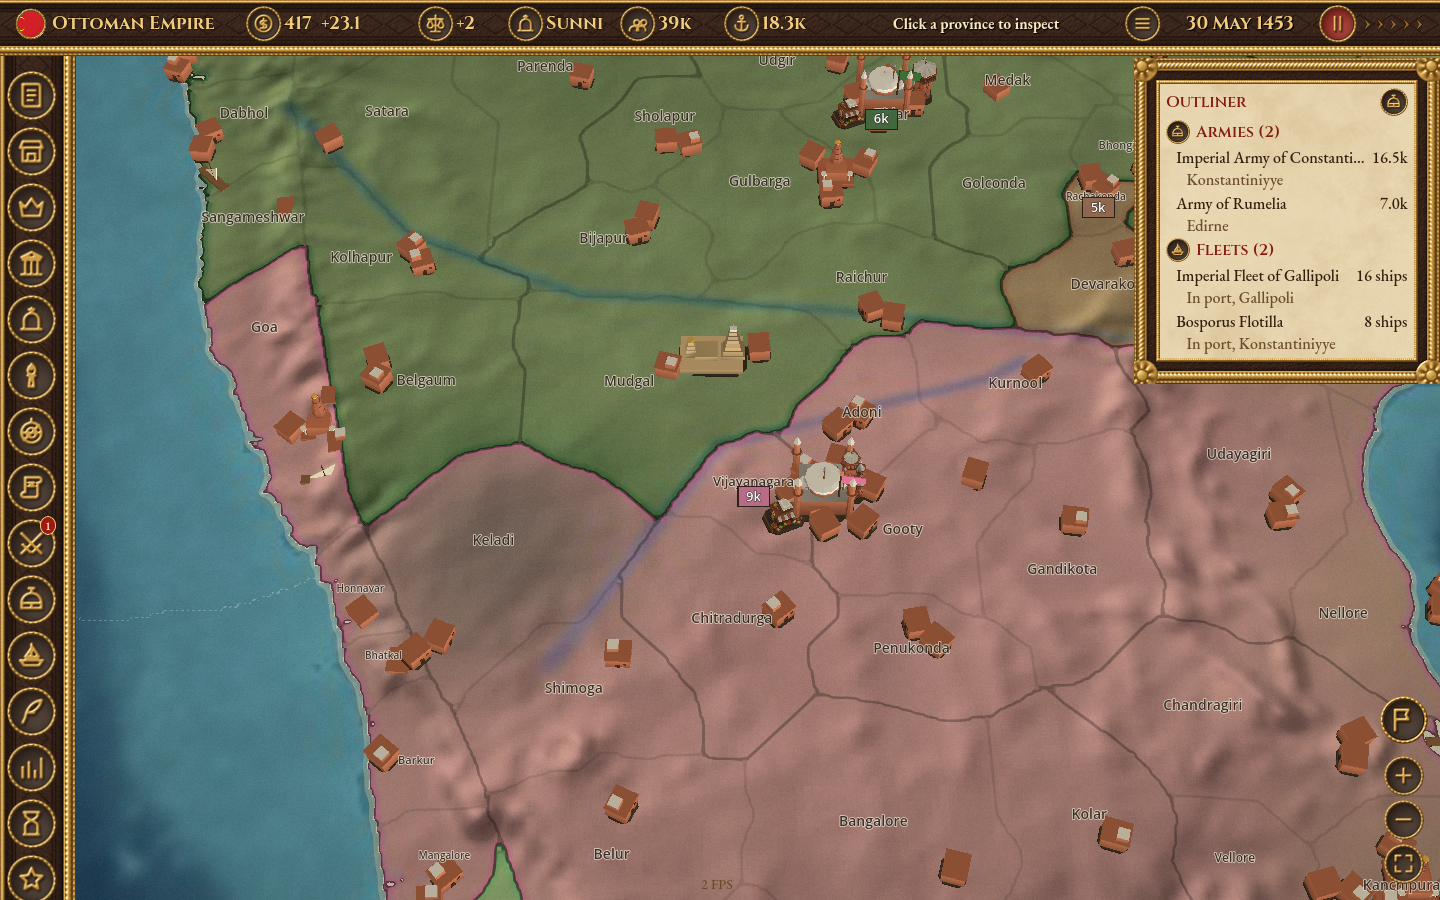 OTTOMAN EMPIRE 417 +23.1 +2 SUNNI 39K 18.3K Click a province to inspect 30 MAY 1453
OUTLINER
ARMIES (2)
Imperial Army of Constanti... 16.5k
Konstantiniyye
Army of Rumelia 7.0k
Edirne
FLEETS (2)
Imperial Fleet of Gallipoli 16 ships
In port, Gallipoli
Bosporus Flotilla 8 ships
In port, Konstantiniyye
Parenda
Udgir
Medak
Dabhol
Satara
Sholapur
6k
Gulbarga
Golconda
5k
Sangameshwar
Bijapur
Kolhapur
Raichur
Goa
Belgaum
Mudgal
Kurnool
Adoni
Udayagiri
Vijayanagara
9k
Gooty
1
Keladi
Gandikota
Honnavar
Chitradurga
Nellore
Bhatkal
Penukonda
Shimoga
Chandragiri
Barkur
Bangalore
Kolar
Belur
Mangalore
Vellore
2 FPS